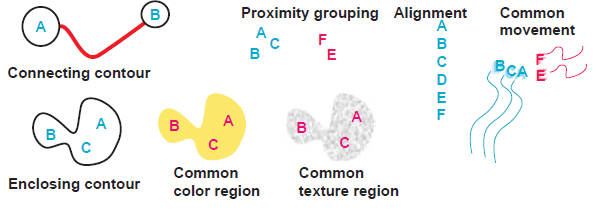 A
B
Connecting contour
Proximity grouping
A
B
C
F
E
Alignment
A
B
C
D
E
F
Common
movement
B
C
A
F
E
A
B
C
Enclosing contour
B
A
C
Common
color region
B
A
C
Common
texture region